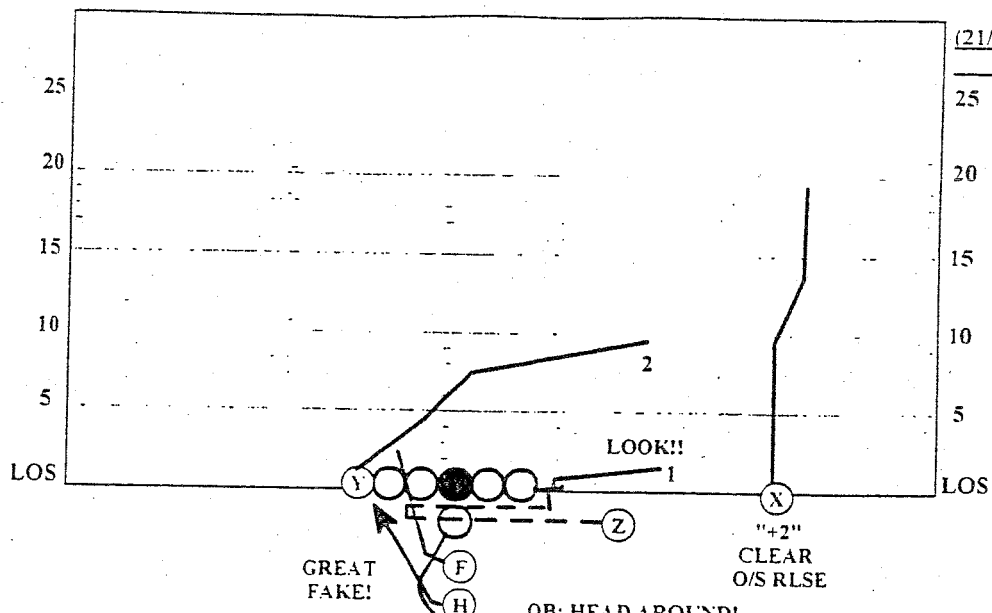 (21/
25 25
20 20
15 15
10 10
2
5 5
LOOK!!
1
LOS LOS
Y
X
Z
"+2"
CLEAR
O/S RLSE
GREAT
FAKE!
F
H
QB: HEAD AROUND!